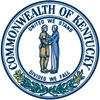 COMMONWEALTH OF KENTUCKY
UNITED WE STAND
DIVIDED WE FALL